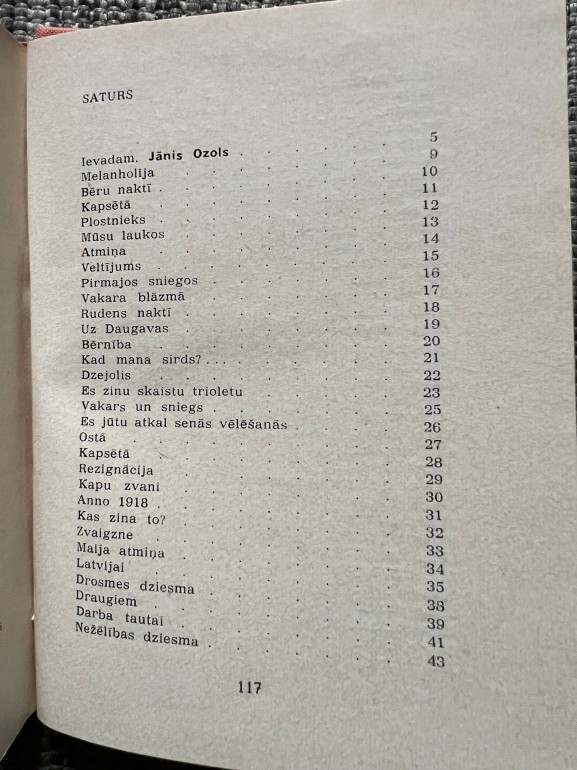 SATURS
Ievadam. Jānis Ozols . . . . . 5
Melanholija . . . . . . 9
Bēru naktī . . . . . . 10
Kapsētā . . . . . . 11
Plostnieks . . . . . . 12
Mūsu laukos . . . . . . 13
Atmiņa . . . . . . 14
Veltījums . . . . . . 15
Pirmajos sniegos . . . . . 16
Vakara blāzmā . . . . . 17
Rudens naktī . . . . . . 18
Uz Daugavas . . . . . . 19
Bērnība . . . . . . 20
Kad mana sirds? . . . . . . 21
Dzejolis . . . . . . 22
Es zinu skaistu trioletu . . . . 23
Vakars un sniegs . . . . . 25
Es jūtu atkal senās vēlēšanās . . . 26
Ostā . . . . . . 27
Kapsētā . . . . . . 28
Rezignācija . . . . . . 29
Kapu zvani . . . . . . 30
Anno 1918 . . . . . . 31
Kas zina to? . . . . . . 32
Zvaigzne . . . . . . 33
Maija atmiņa . . . . . . 34
Latvijai . . . . . . 35
Drosmes dziesma . . . . . 38
Draugiem . . . . . . 39
Darba tautai . . . . . . 41
Nežēlības dziesma . . . . . 43
117